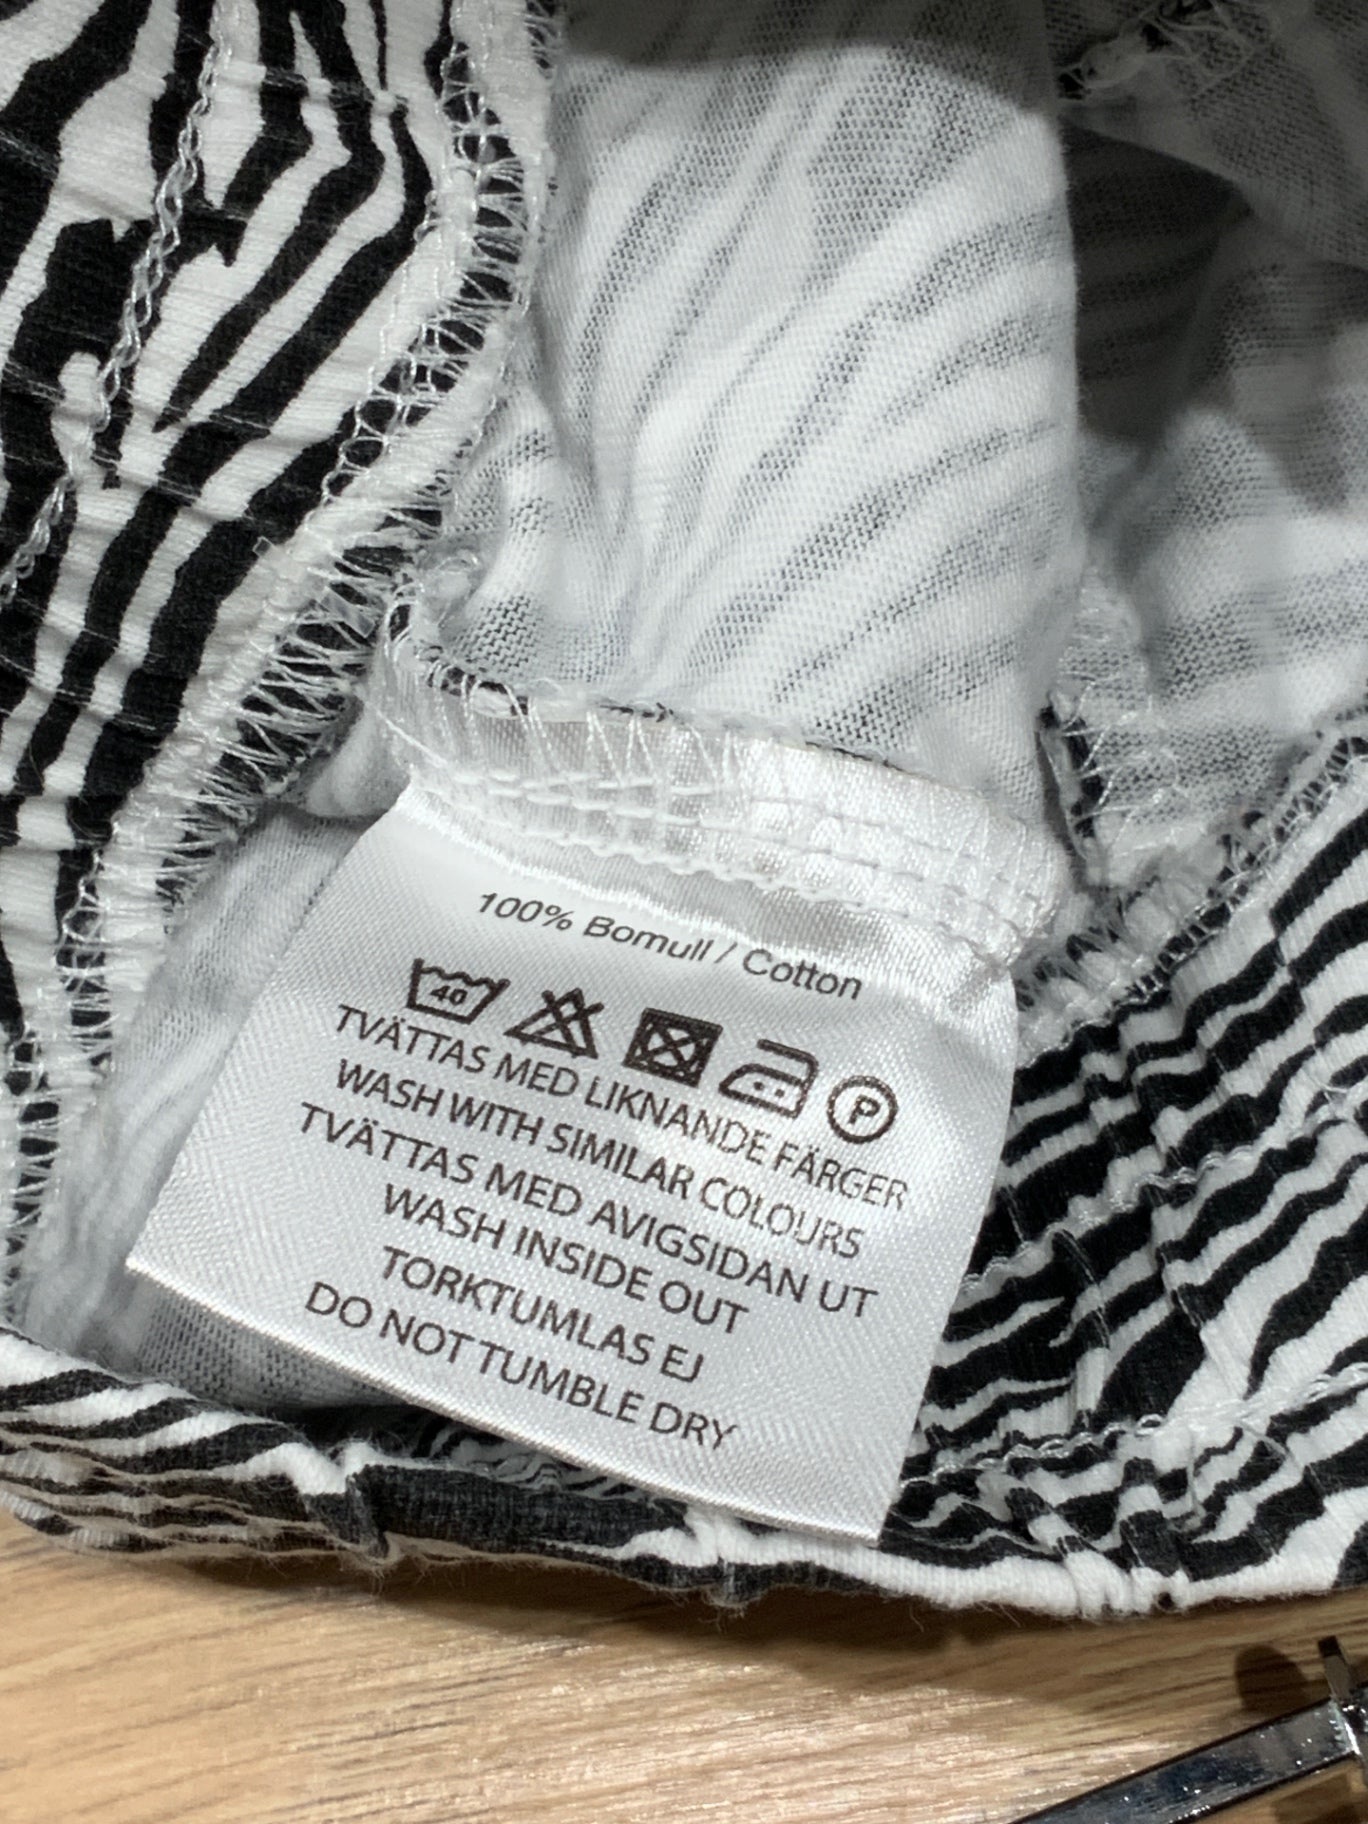 100% Bomull / Cotton
40 P
TVÄTTAS MED LIKNANDE FÄRGER
WASH WITH SIMILAR COLOURS
TVÄTTAS MED AVIGSIDAN UT
WASH INSIDE OUT
TORKTUMLAS EJ
DO NOT TUMBLE DRY